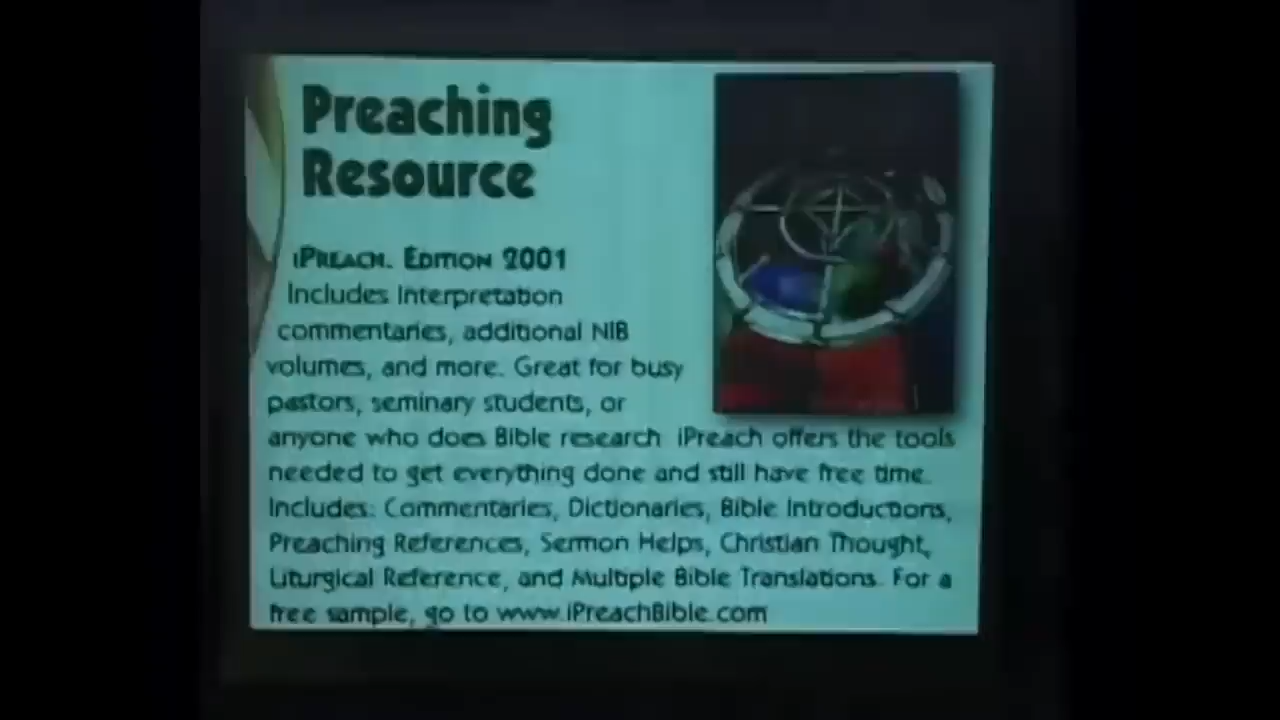 Preaching
Resource
iPreach. Edition 2001
Includes Interpretation
commentaries, additional NIB
volumes, and more. Great for busy
pastors, seminary students, or
anyone who does Bible research iPreach offers the tools
needed to get everything done and still have free time.
Includes: Commentaries, Dictionaries, Bible Introductions,
Preaching References, Sermon Helps, Christian Thought,
Liturgical Reference, and Multiple Bible Translations. For a
free sample, go to www.iPreachBible.com